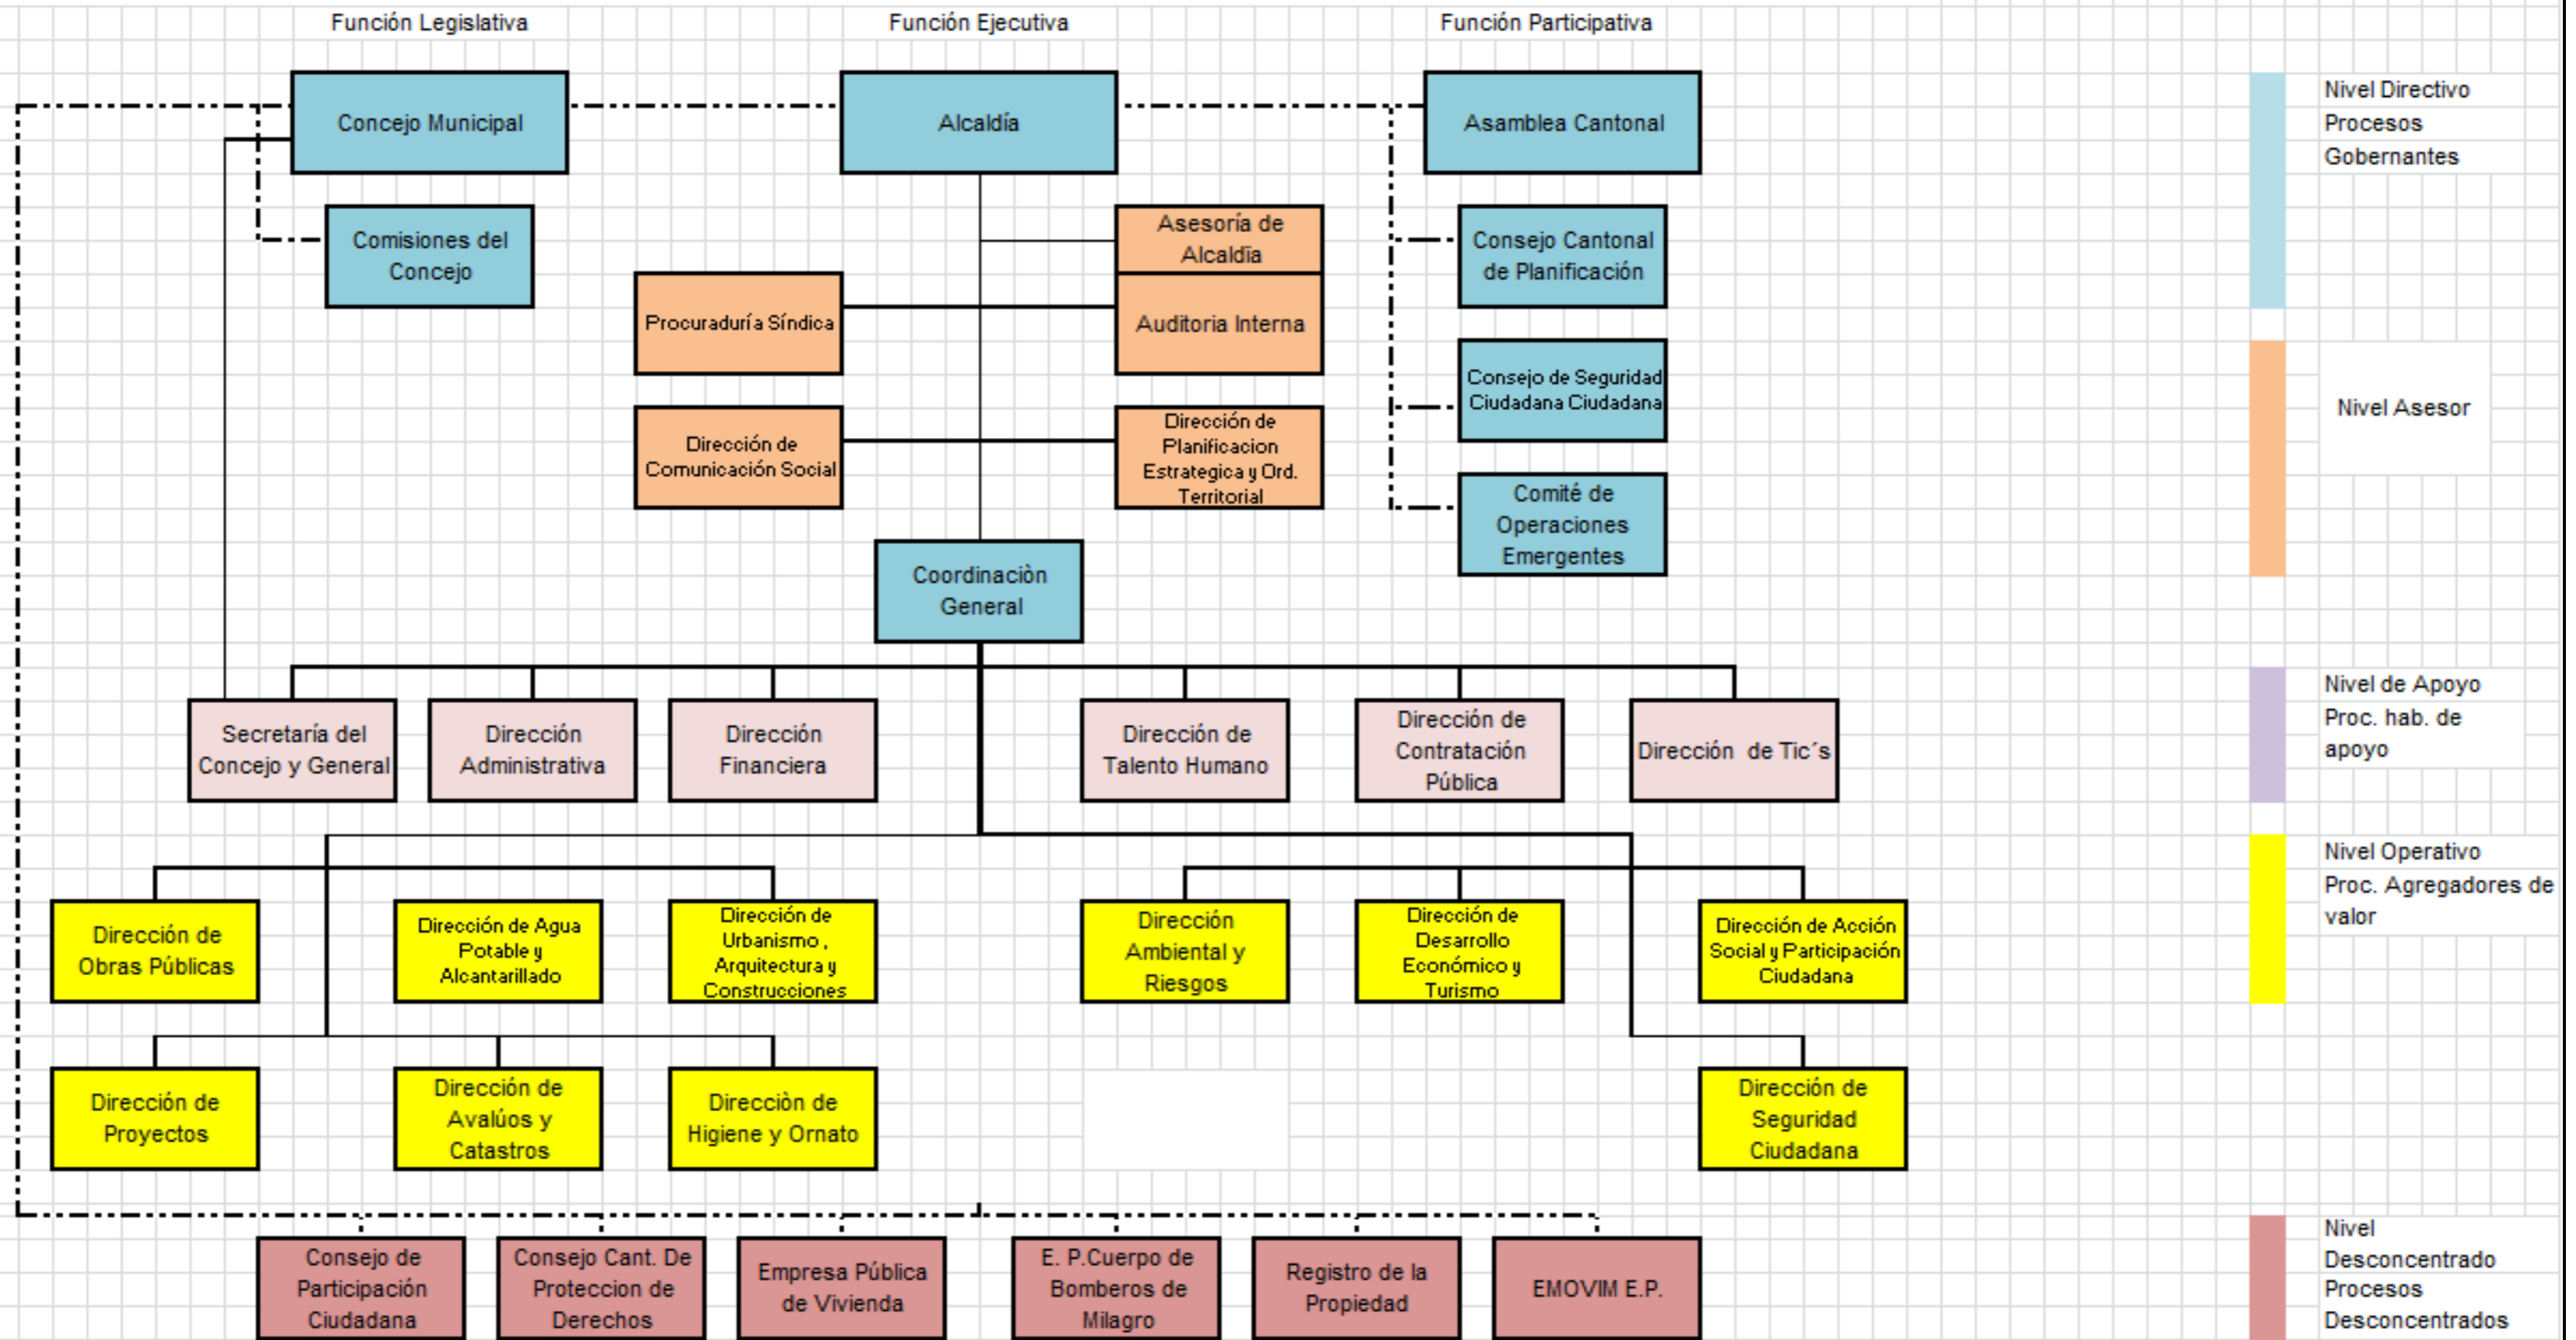 Función Legislativa
Función Ejecutiva
Función Participativa
Concejo Municipal
Alcaldía
Asamblea Cantonal
Nivel Directivo
Procesos
Gobernantes
Comisiones del
Concejo
Asesoría de
Alcaldia
Consejo Cantonal
de Planificación
Procuraduría Síndica
Auditoria Interna
Consejo de Seguridad
Ciudadana Ciudadana
Nivel Asesor
Dirección de
Comunicación Social
Dirección de
Planificacion
Estrategica y Ord.
Territorial
Comité de
Operaciones
Emergentes
Coordinaciòn
General
Secretaría del
Concejo y General
Dirección
Administrativa
Dirección
Financiera
Dirección de
Talento Humano
Dirección de
Contratación
Pública
Dirección  de Tic´s
Nivel de Apoyo
Proc. hab. de
apoyo
Dirección de
Obras Públicas
Dirección de Agua
Potable y
Alcantarillado
Dirección de
Urbanismo ,
Arquitectura y
Construcciones
Dirección
Ambiental y
Riesgos
Dirección de
Desarrollo
Económico y
Turismo
Dirección de Acción
Social y Participación
Ciudadana
Nivel Operativo
Proc. Agregadores de
valor
Dirección de
Proyectos
Dirección de
Avalúos y
Catastros
Direcciòn de
Higiene y Ornato
Dirección de
Seguridad
Ciudadana
Consejo de
Participación
Ciudadana
Consejo Cant. De
Proteccion de
Derechos
Empresa Pública
de Vivienda
E. P.Cuerpo de
Bomberos de
Milagro
Registro de la
Propiedad
EMOVIM E.P.
Nivel
Desconcentrado
Procesos
Desconcentrados